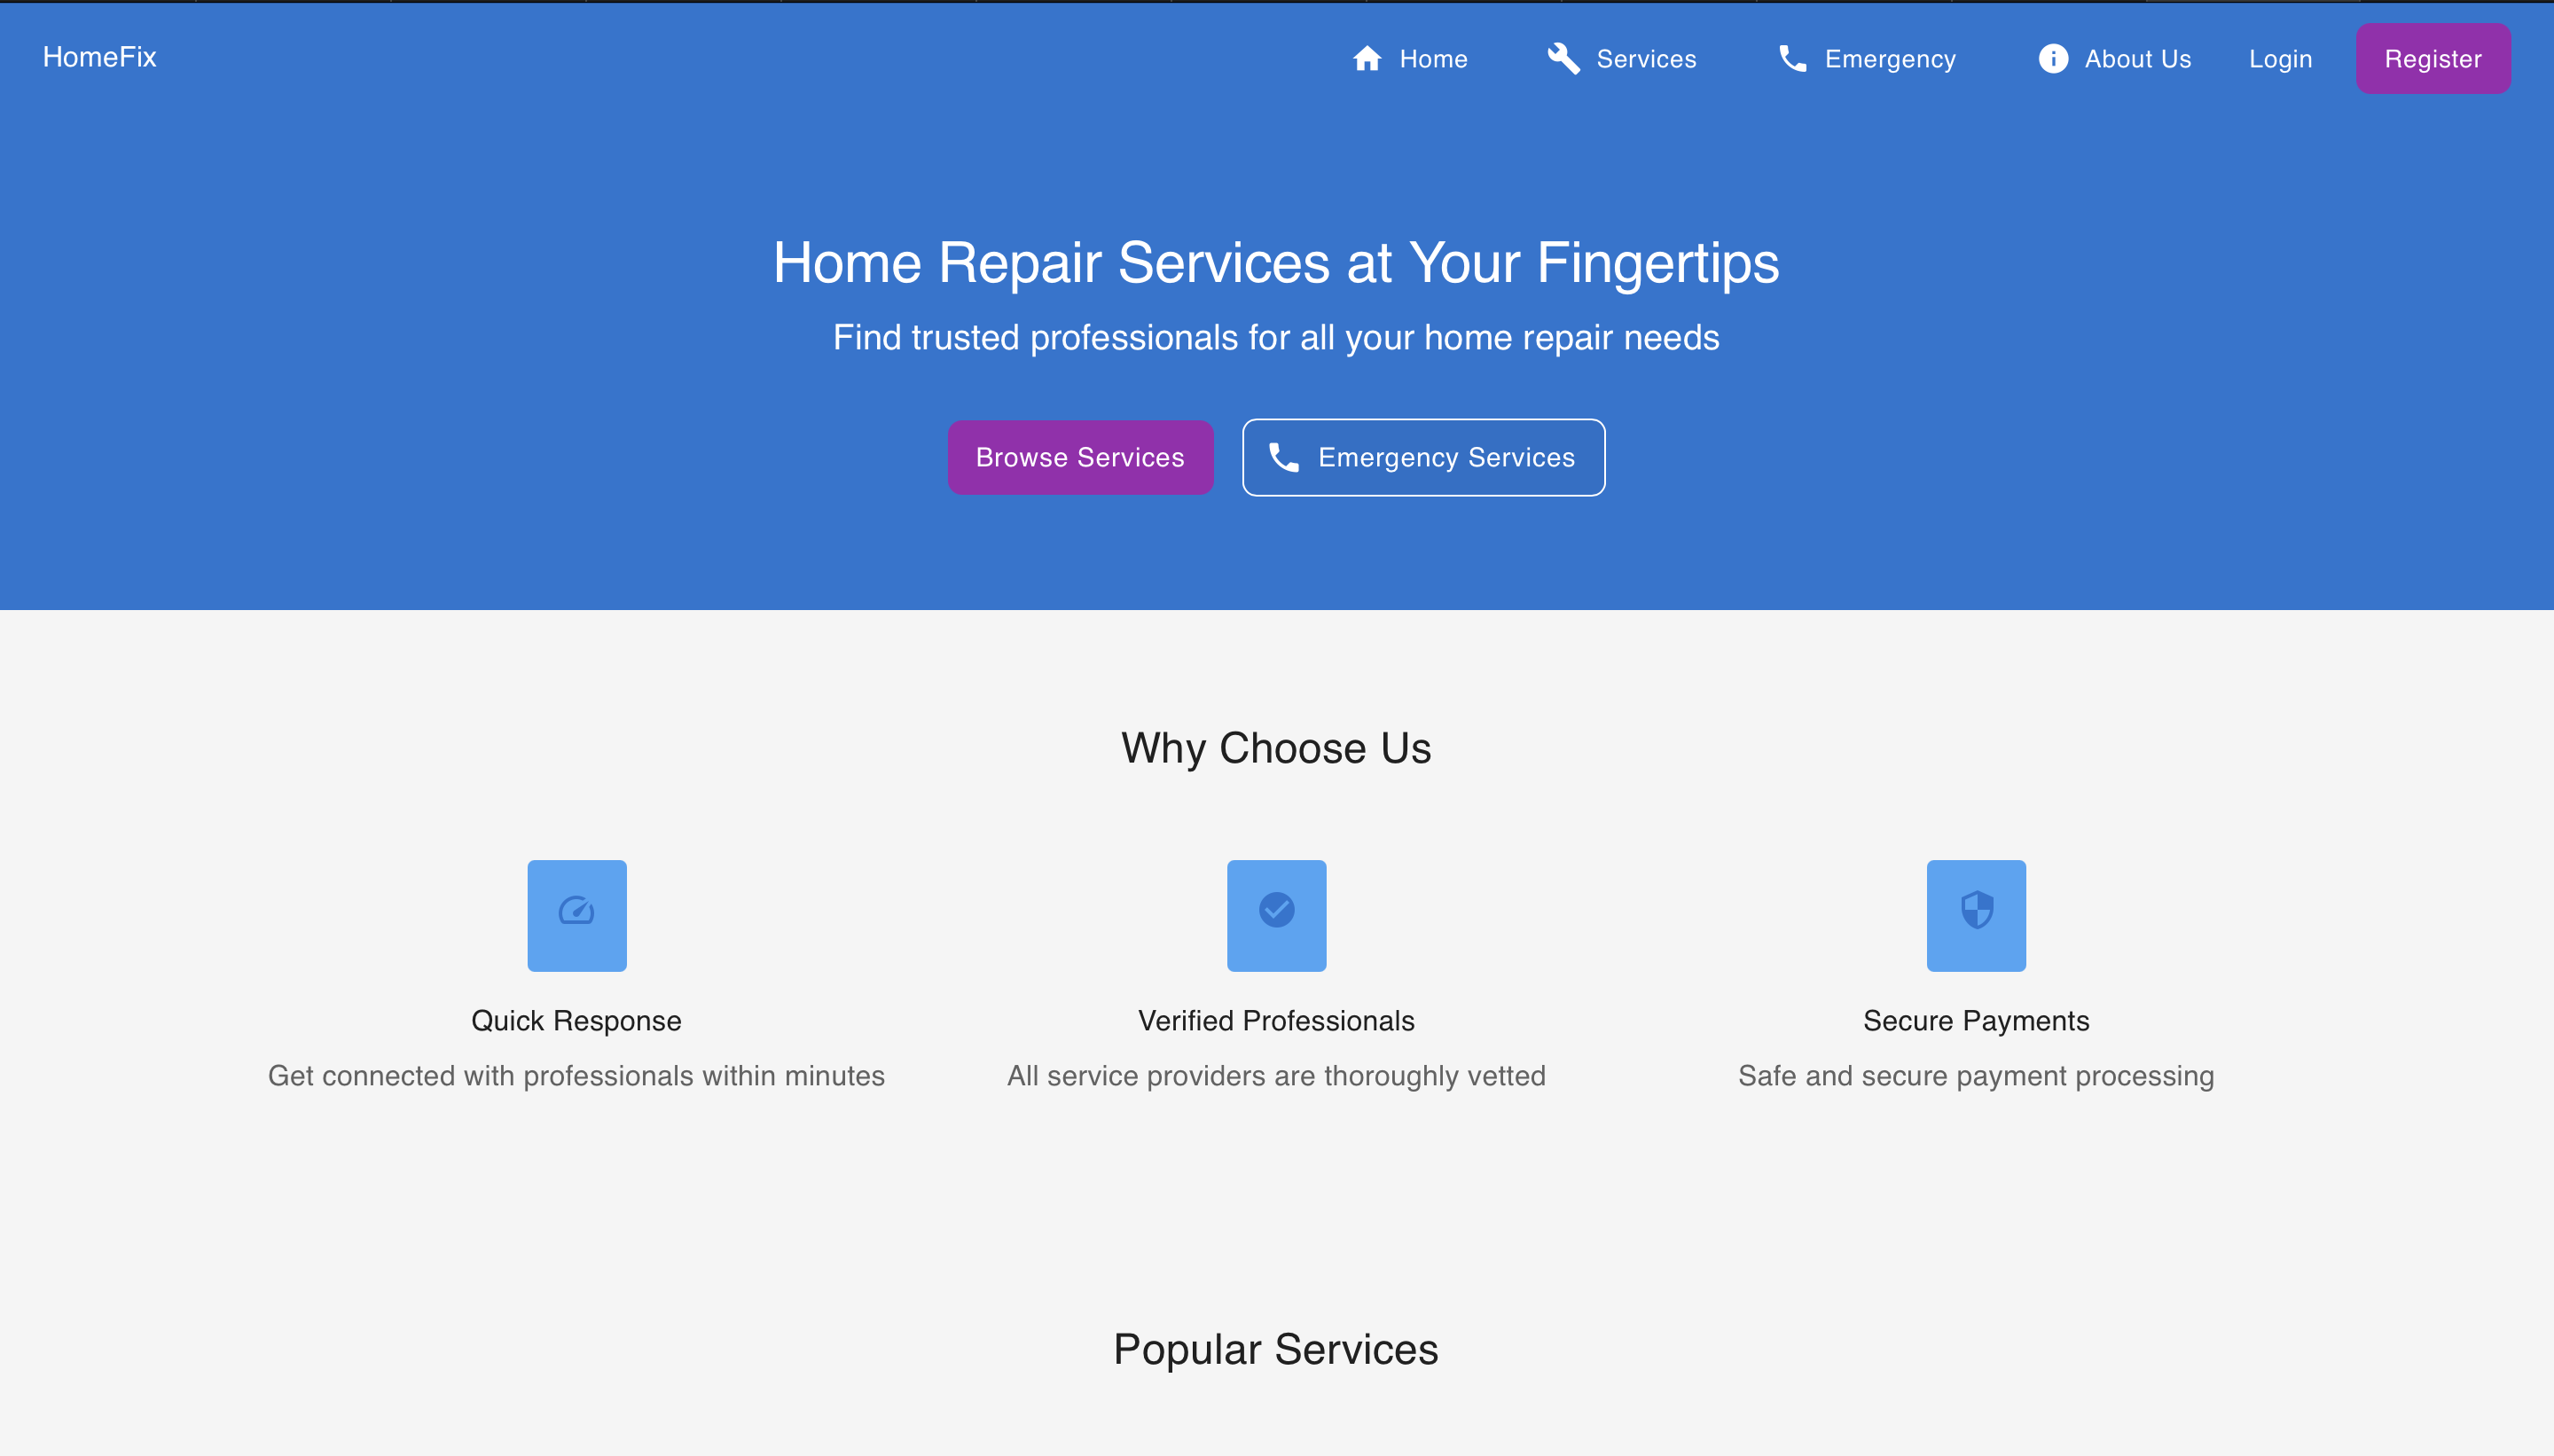 HomeFix
Home
Services
Emergency
About Us
Login
Register
Home Repair Services at Your Fingertips
Find trusted professionals for all your home repair needs
Browse Services
Emergency Services
Why Choose Us
Quick Response
Get connected with professionals within minutes
Verified Professionals
All service providers are thoroughly vetted
Secure Payments
Safe and secure payment processing
Popular Services